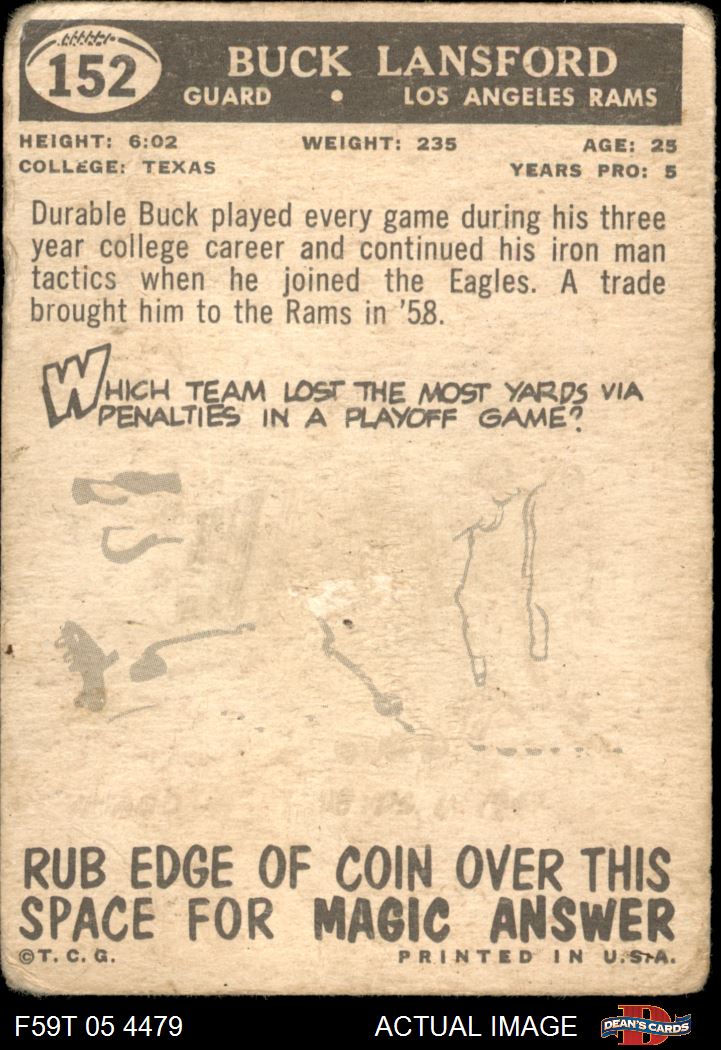 152
BUCK LANSFORD
GUARD • LOS ANGELES RAMS
HEIGHT: 6:02 WEIGHT: 235 AGE: 25
COLLEGE: TEXAS YEARS PRO: 5
Durable Buck played every game during his three
year college career and continued his iron man
tactics when he joined the Eagles. A trade
brought him to the Rams in '58.
WHICH TEAM LOST THE MOST YARDS VIA
PENALTIES IN A PLAYOFF GAME?
RUB EDGE OF COIN OVER THIS
SPACE FOR MAGIC ANSWER
©T. C. G. PRINTED IN U.S.A.
F59T 05 4479 ACTUAL IMAGE DEAN'S CARDS